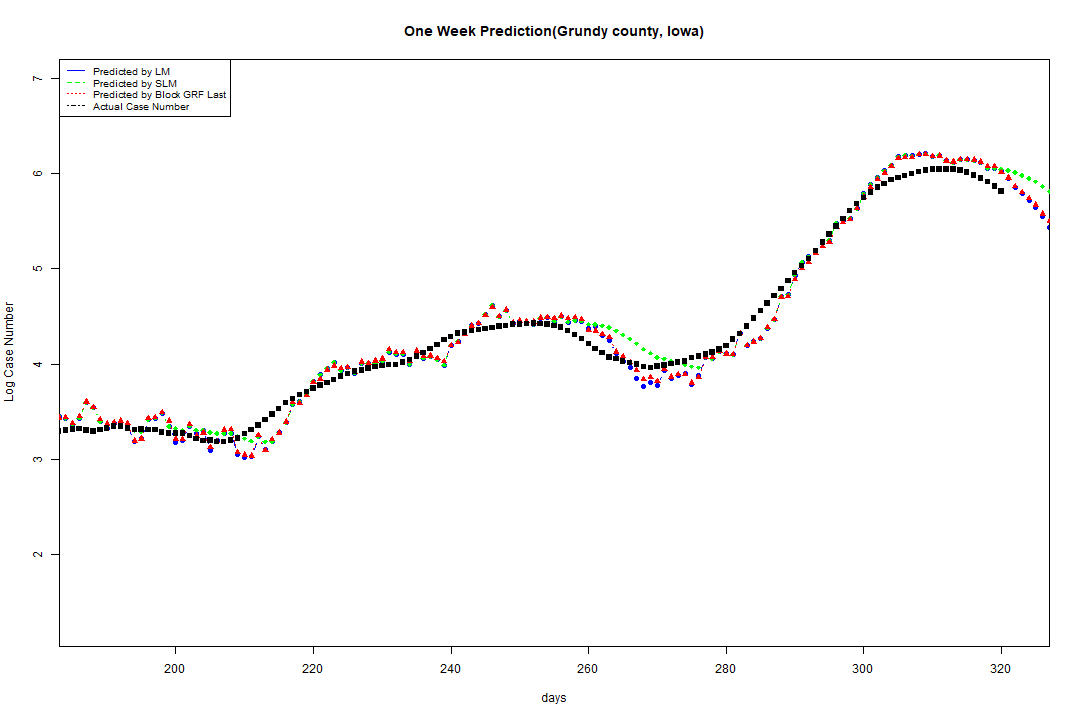 One Week Prediction(Grundy county, Iowa)
Predicted by LM
Predicted by SLM
Predicted by Block GRF Last
Actual Case Number
7
6
5
4
3
2
Log Case Number
200 220 240 260 280 300 320
days